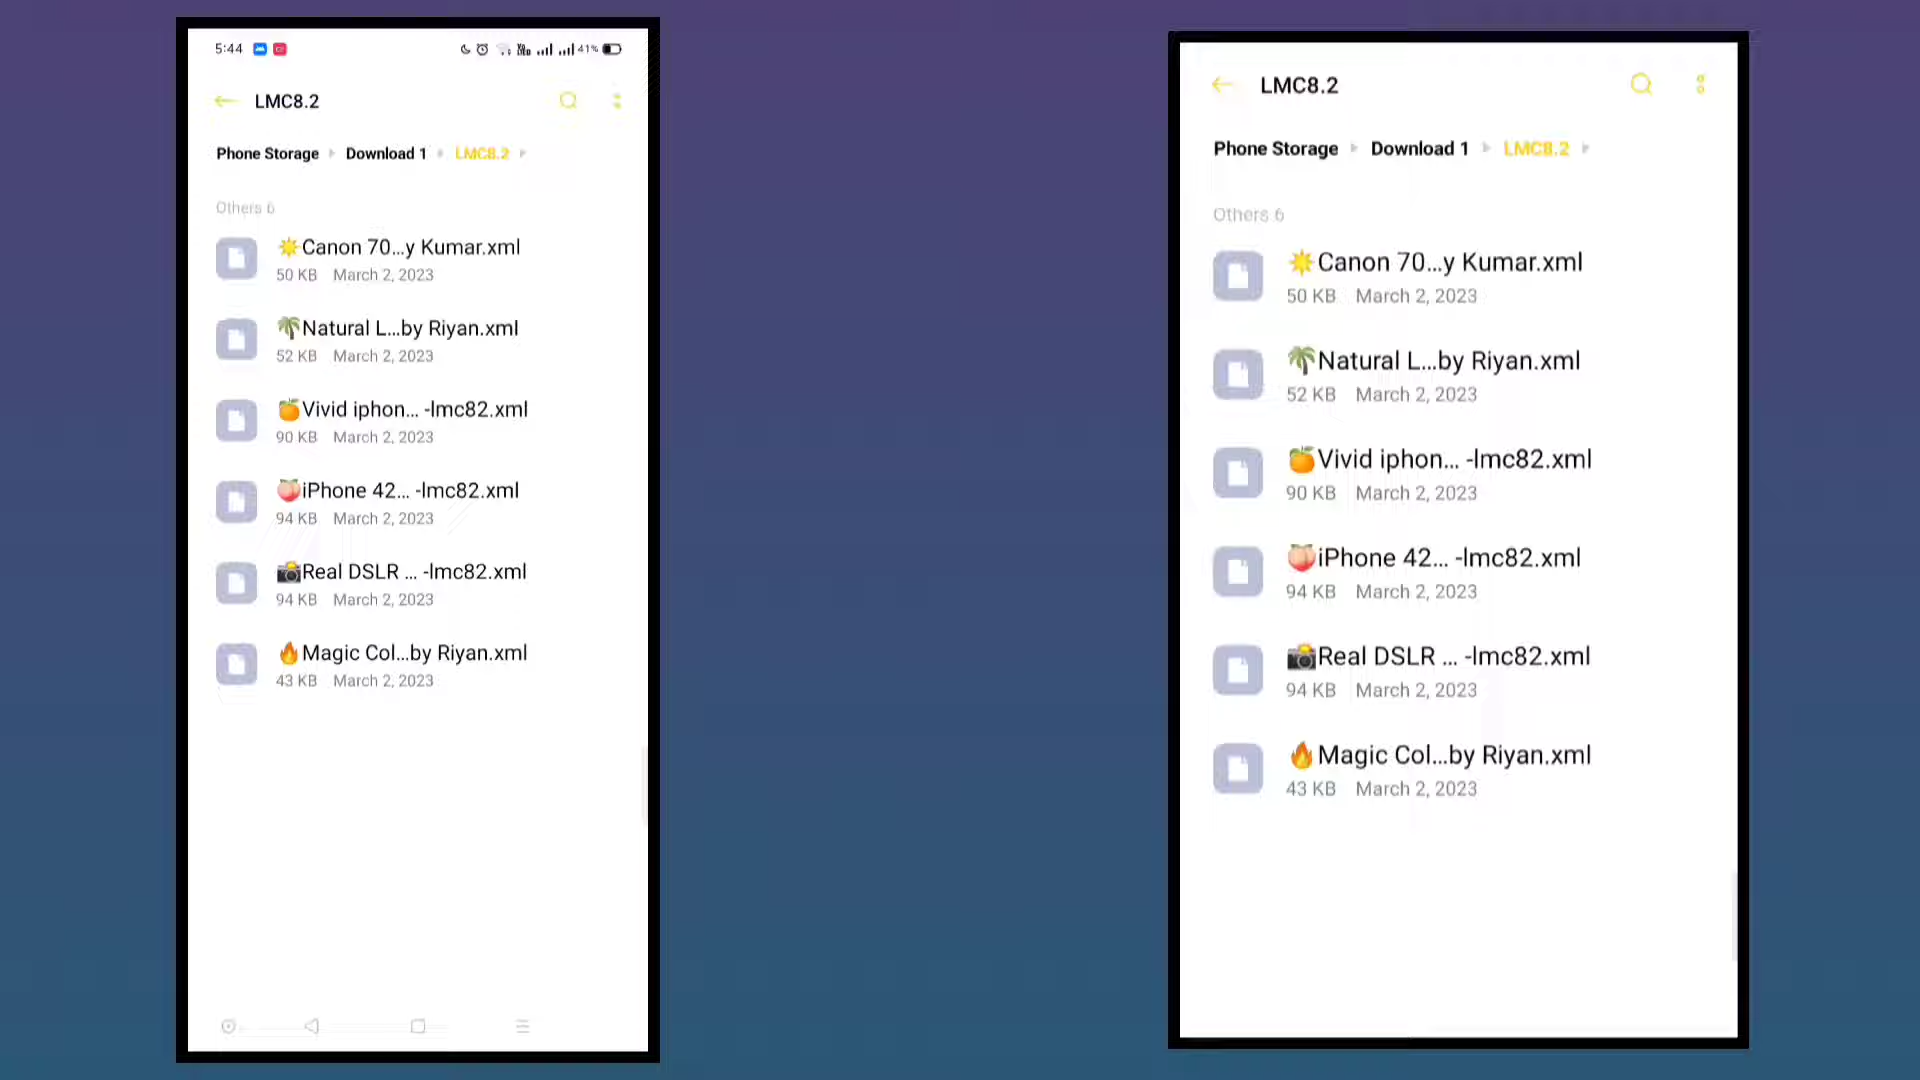 5:44
41%
LMC8.2
Phone Storage Download 1 LMC8.2
Others 6
☀️Canon 70...y Kumar.xml
50 KB March 2, 2023
🌴Natural L...by Riyan.xml
52 KB March 2, 2023
🍊Vivid iphon... -lmc82.xml
90 KB March 2, 2023
🍑iPhone 42... -lmc82.xml
94 KB March 2, 2023
📸Real DSLR ... -lmc82.xml
94 KB March 2, 2023
🔥Magic Col...by Riyan.xml
43 KB March 2, 2023
LMC8.2
Phone Storage Download 1 LMC8.2
Others 6
☀️Canon 70...y Kumar.xml
50 KB March 2, 2023
🌴Natural L...by Riyan.xml
52 KB March 2, 2023
🍊Vivid iphon... -lmc82.xml
90 KB March 2, 2023
🍑iPhone 42... -lmc82.xml
94 KB March 2, 2023
📸Real DSLR ... -lmc82.xml
94 KB March 2, 2023
🔥Magic Col...by Riyan.xml
43 KB March 2, 2023